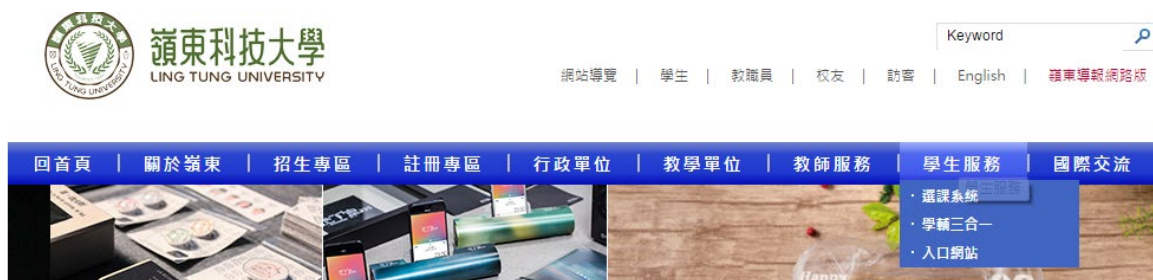 嶺東科技大學
LING TUNG UNIVERSITY
Keyword
網站導覽 | 學生 | 教職員 | 校友 | 訪客 | English | 嶺東導報網路版
回首頁 | 關於嶺東 | 招生專區 | 註冊專區 | 行政單位 | 教學單位 | 教師服務 | 學生服務 | 國際交流
· 選課系統
· 學輔三合一
· 入口網站
Happy